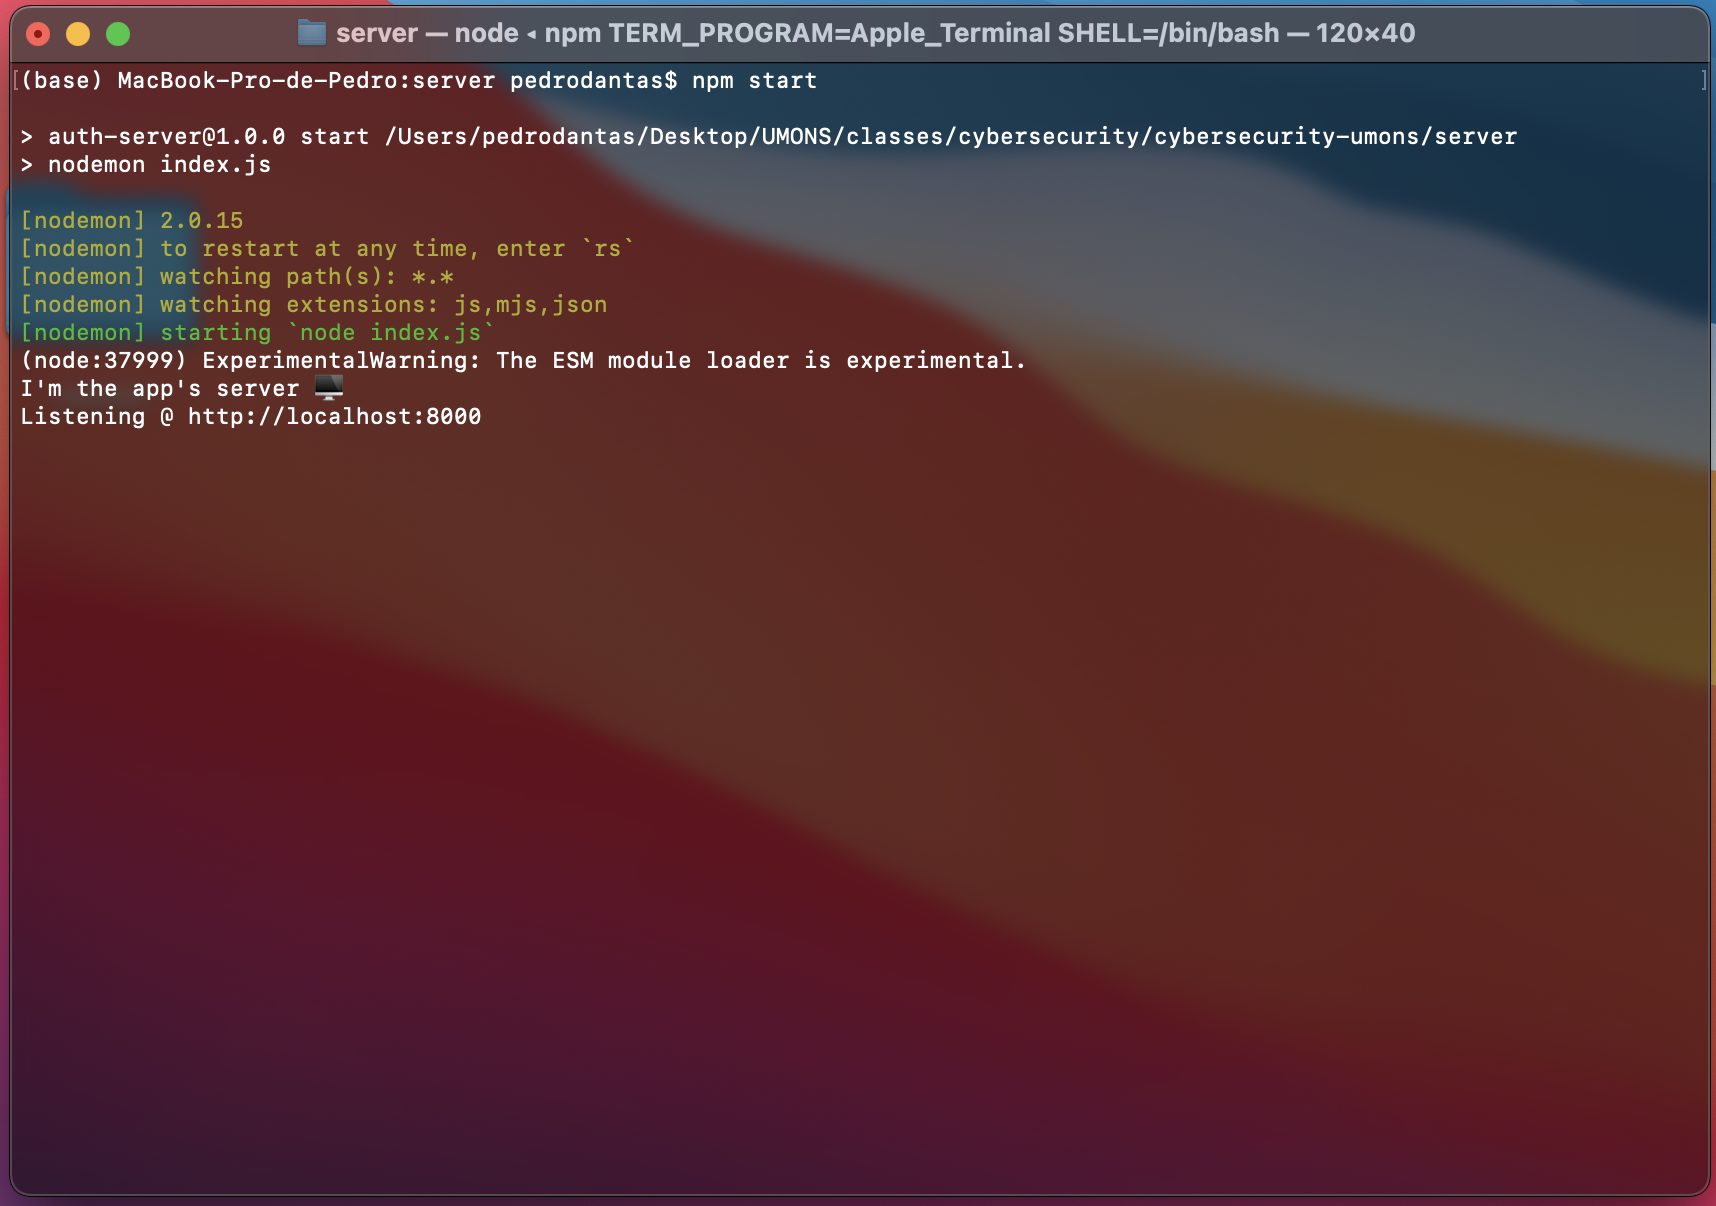 server — node ◂ npm TERM_PROGRAM=Apple_Terminal SHELL=/bin/bash — 120×40
[(base) MacBook-Pro-de-Pedro:server pedrodantas$ npm start ]
> auth-server@1.0.0 start /Users/pedrodantas/Desktop/UMONS/classes/cybersecurity/cybersecurity-umons/server
> nodemon index.js
[nodemon] 2.0.15
[nodemon] to restart at any time, enter `rs`
[nodemon] watching path(s): *.*
[nodemon] watching extensions: js,mjs,json
[nodemon] starting `node index.js`
(node:37999) ExperimentalWarning: The ESM module loader is experimental.
I'm the app's server 🖥️
Listening @ http://localhost:8000